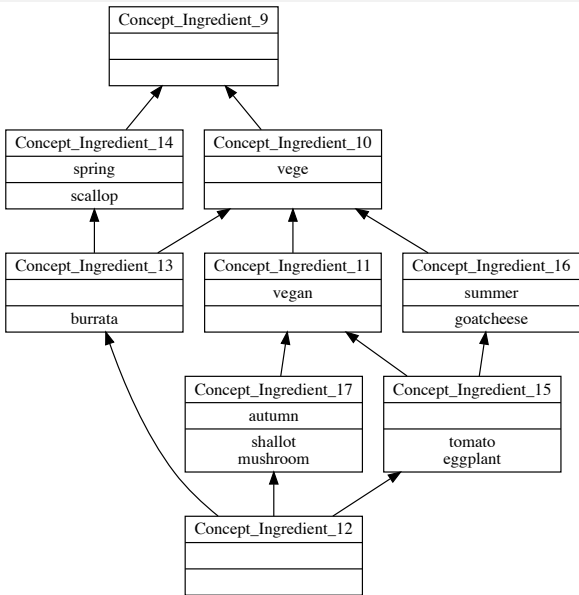 Concept_Ingredient_9
Concept_Ingredient_14
spring
scallop
Concept_Ingredient_10
vege
Concept_Ingredient_13
burrata
Concept_Ingredient_11
vegan
Concept_Ingredient_16
summer
goatcheese
Concept_Ingredient_17
autumn
shallot
mushroom
Concept_Ingredient_15
tomato
eggplant
Concept_Ingredient_12